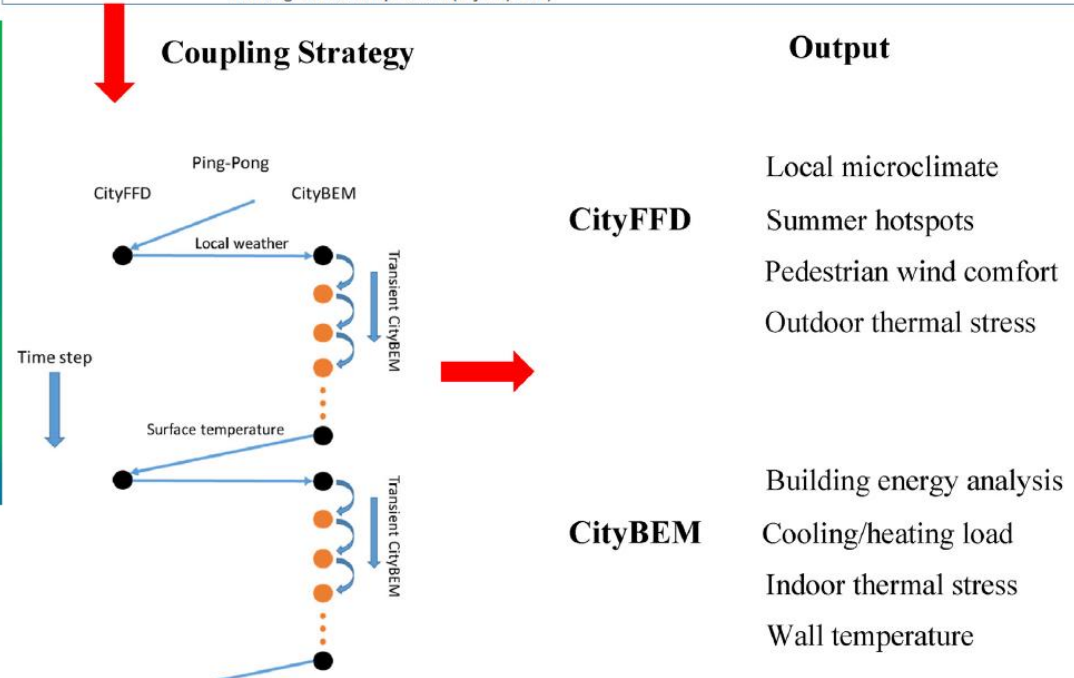 Coupling Strategy
Output
Ping-Pong
CityFFD
CityBEM
Local weather
Transient CityBEM
Time step
Surface temperature
Transient CityBEM
CityFFD
Local microclimate
Summer hotspots
Pedestrian wind comfort
Outdoor thermal stress
CityBEM
Building energy analysis
Cooling/heating load
Indoor thermal stress
Wall temperature